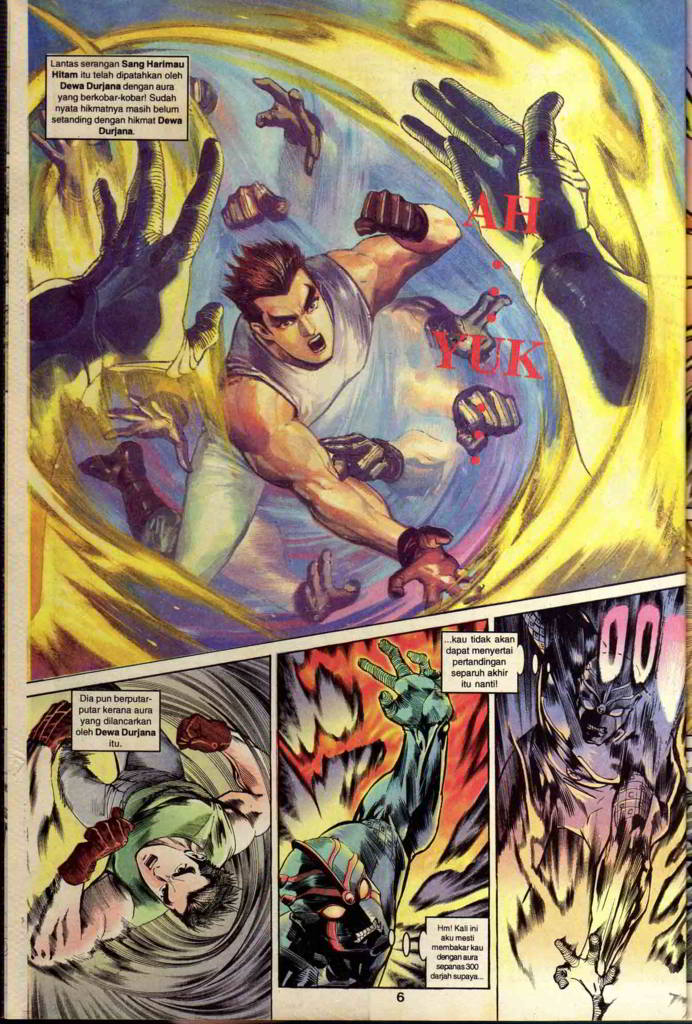 Lantas serangan Sang Harimau
Hitam itu telah dipatahkan oleh
Dewa Durjana dengan aura
yang berkobar-kobar! Sudah
nyata hikmatnya masih belum
setanding dengan hikmat Dewa
Durjana.
AH
.
.
.
YUK
.
.
.
Dia pun berputar-
putar kerana aura
yang dilancarkan
oleh Dewa Durjana
itu.
Hm! Kali ini
aku mesti
membakar kau
dengan aura
sepanas 300
darjah supaya...
...kau tidak akan
dapat menyertai
pertandingan
separuh akhir
itu nanti!
6